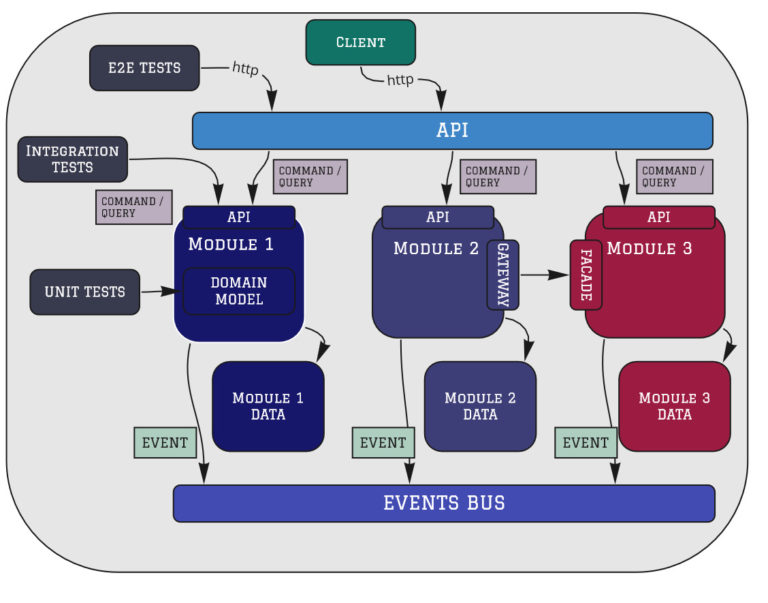 CLIENT
E2E TESTS
http
http
API
INTEGRATION
TESTS
COMMAND /
QUERY
COMMAND /
QUERY
COMMAND /
QUERY
COMMAND /
QUERY
API
MODULE 1
DOMAIN
MODEL
API
MODULE 2
GATEWAY
API
MODULE 3
FACADE
UNIT TESTS
MODULE 1
DATA
MODULE 2
DATA
MODULE 3
DATA
EVENT
EVENT
EVENT
EVENTS BUS